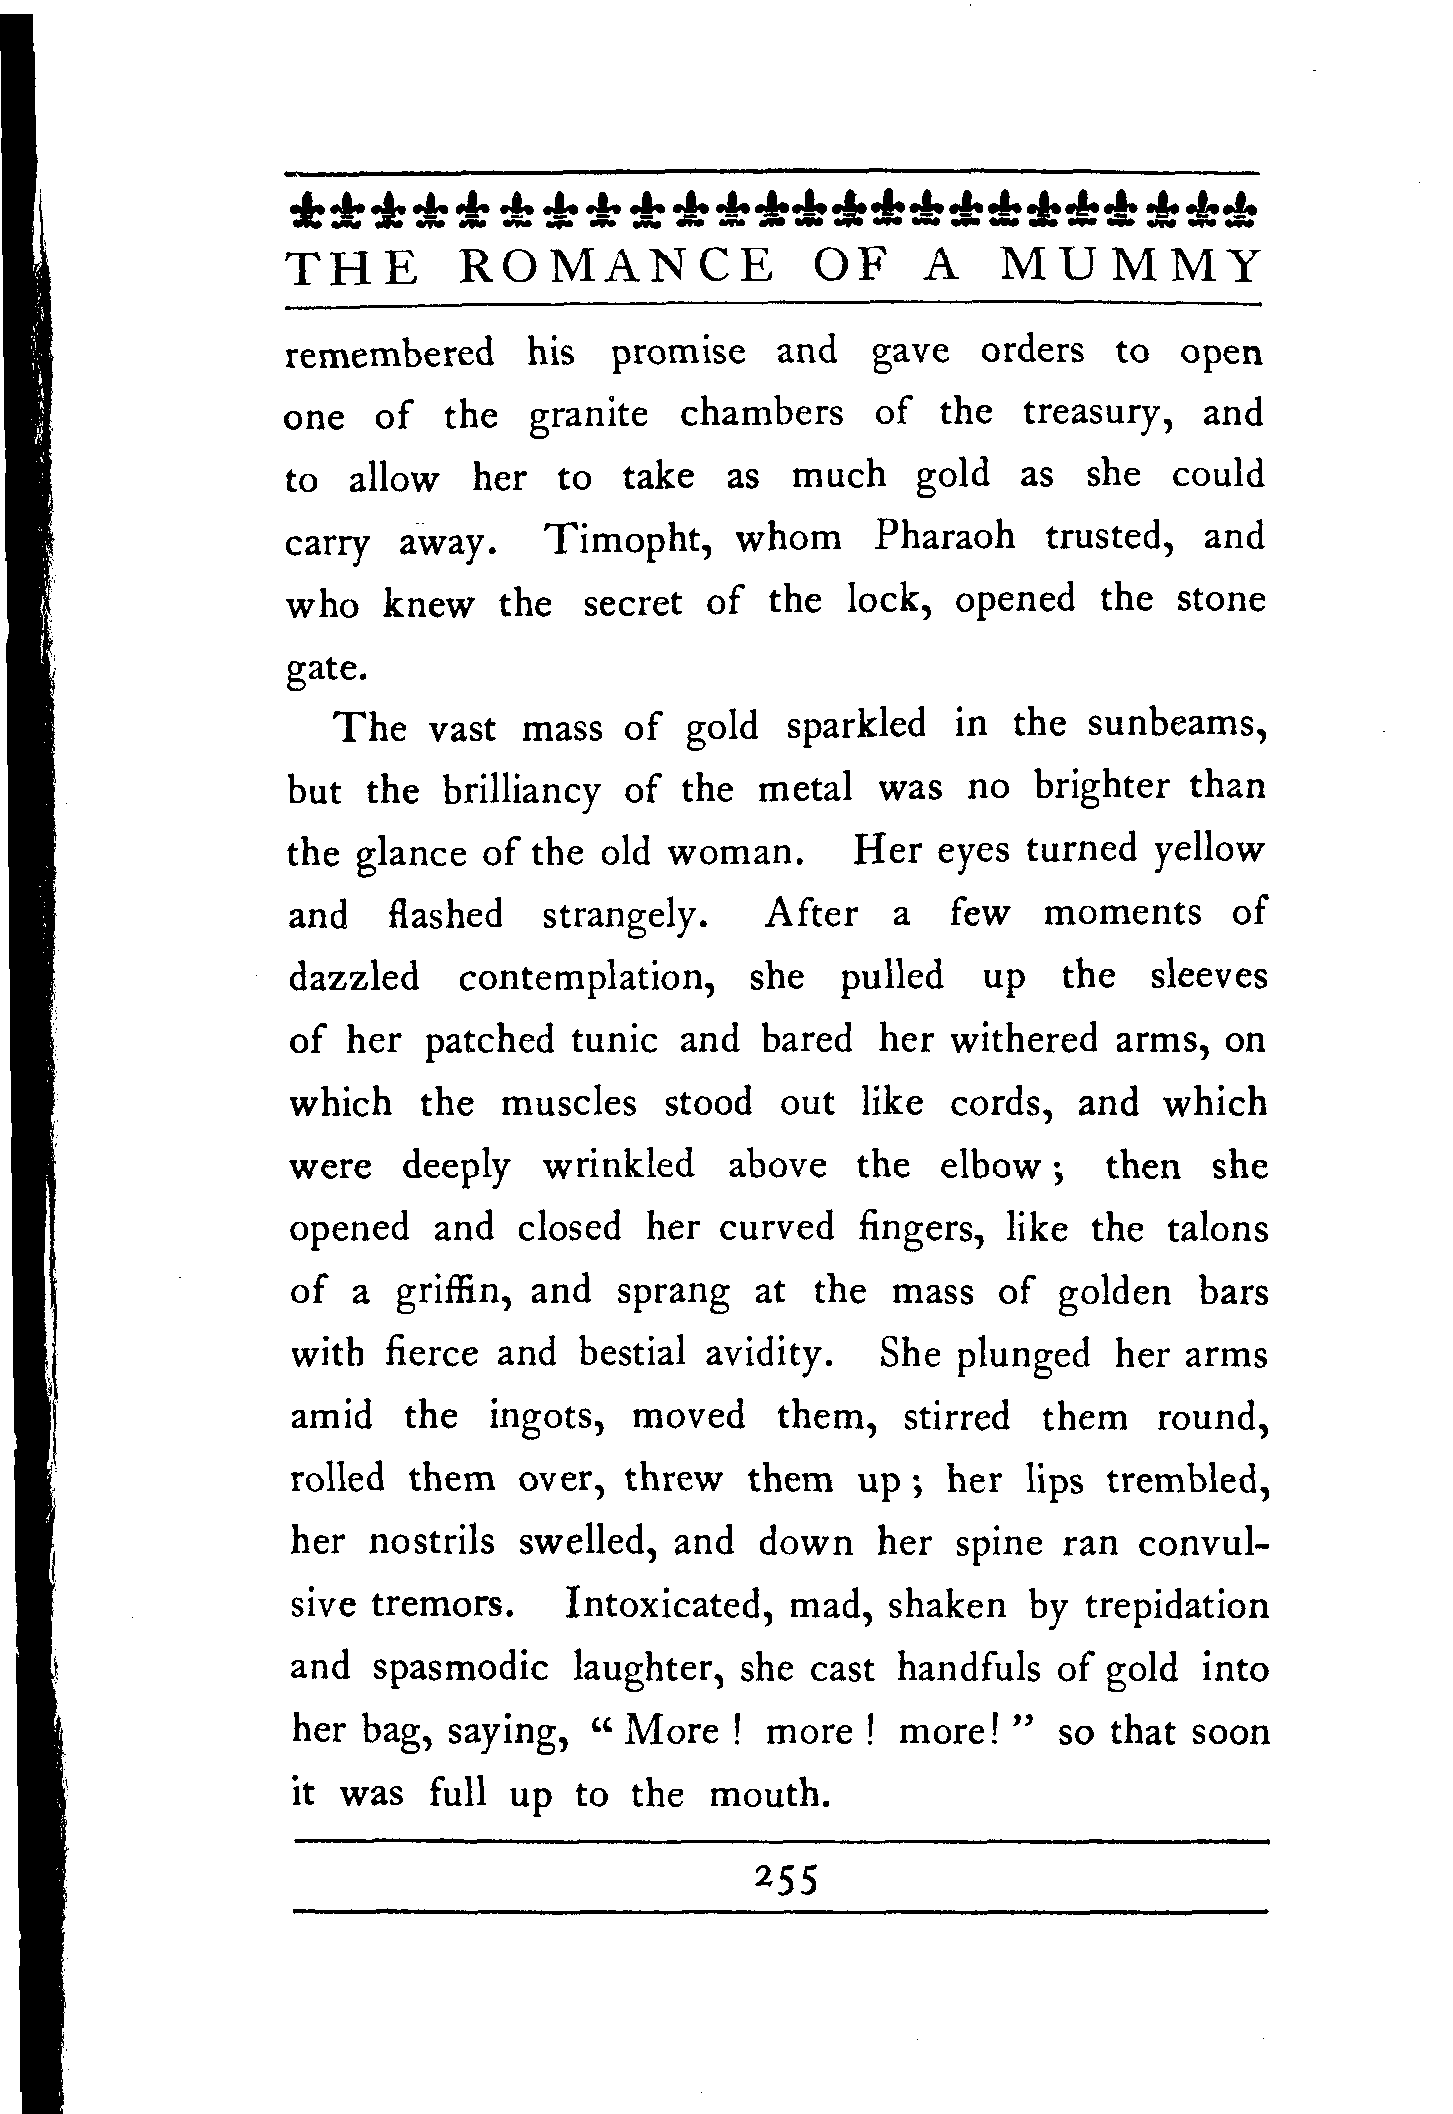 THE ROMANCE OF A MUMMY
remembered his promise and gave orders to open
one of the granite chambers of the treasury, and
to allow her to take as much gold as she could
carry away. Timopht, whom Pharaoh trusted, and
who knew the secret of the lock, opened the stone
gate.
The vast mass of gold sparkled in the sunbeams,
but the brilliancy of the metal was no brighter than
the glance of the old woman. Her eyes turned yellow
and flashed strangely. After a few moments of
dazzled contemplation, she pulled up the sleeves
of her patched tunic and bared her withered arms, on
which the muscles stood out like cords, and which
were deeply wrinkled above the elbow; then she
opened and closed her curved fingers, like the talons
of a griffin, and sprang at the mass of golden bars
with fierce and bestial avidity. She plunged her arms
amid the ingots, moved them, stirred them round,
rolled them over, threw them up; her lips trembled,
her nostrils swelled, and down her spine ran convul-
sive tremors. Intoxicated, mad, shaken by trepidation
and spasmodic laughter, she cast handfuls of gold into
her bag, saying, “More! more! more!” so that soon
it was full up to the mouth.
255